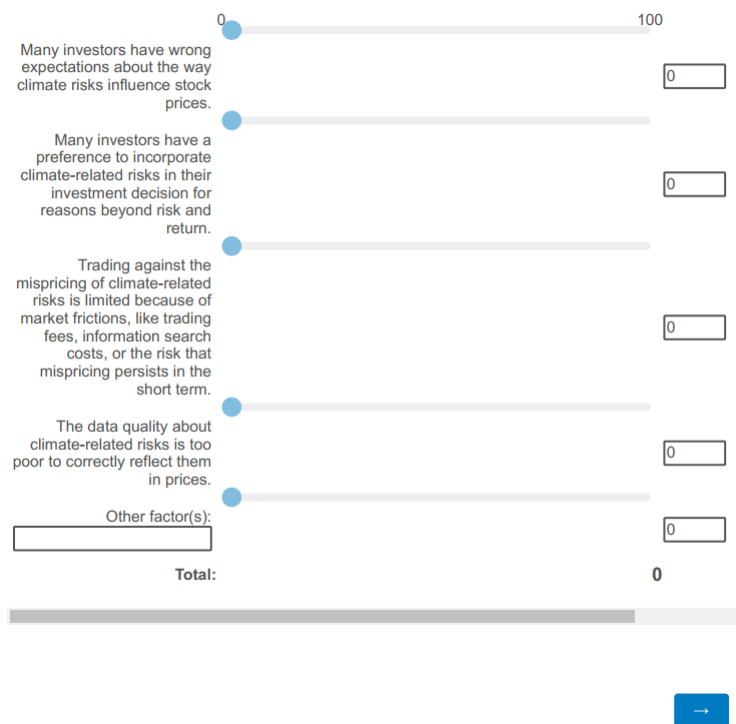 0 100
Many investors have wrong
expectations about the way
climate risks influence stock
prices.
0
Many investors have a
preference to incorporate
climate-related risks in their
investment decision for
reasons beyond risk and
return.
0
Trading against the
mispricing of climate-related
risks is limited because of
market frictions, like trading
fees, information search
costs, or the risk that
mispricing persists in the
short term.
0
The data quality about
climate-related risks is too
poor to correctly reflect them
in prices.
0
Other factor(s):
0
Total: 0
→